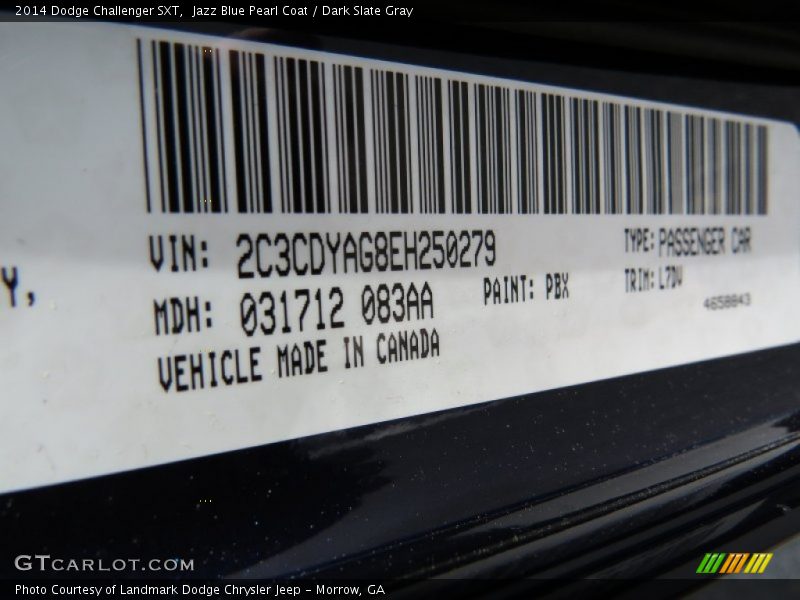 2014 Dodge Challenger SXT,  Jazz Blue Pearl Coat / Dark Slate Gray
VIN: 2C3CDYAG8EH250279 TYPE: PASSENGER CAR
Y,
MDH: 031712 083AA PAINT: PBX TRIM: L7DV
4658843
VEHICLE MADE IN CANADA
GTCARLOT.COM
Photo Courtesy of Landmark Dodge Chrysler Jeep - Morrow, GA